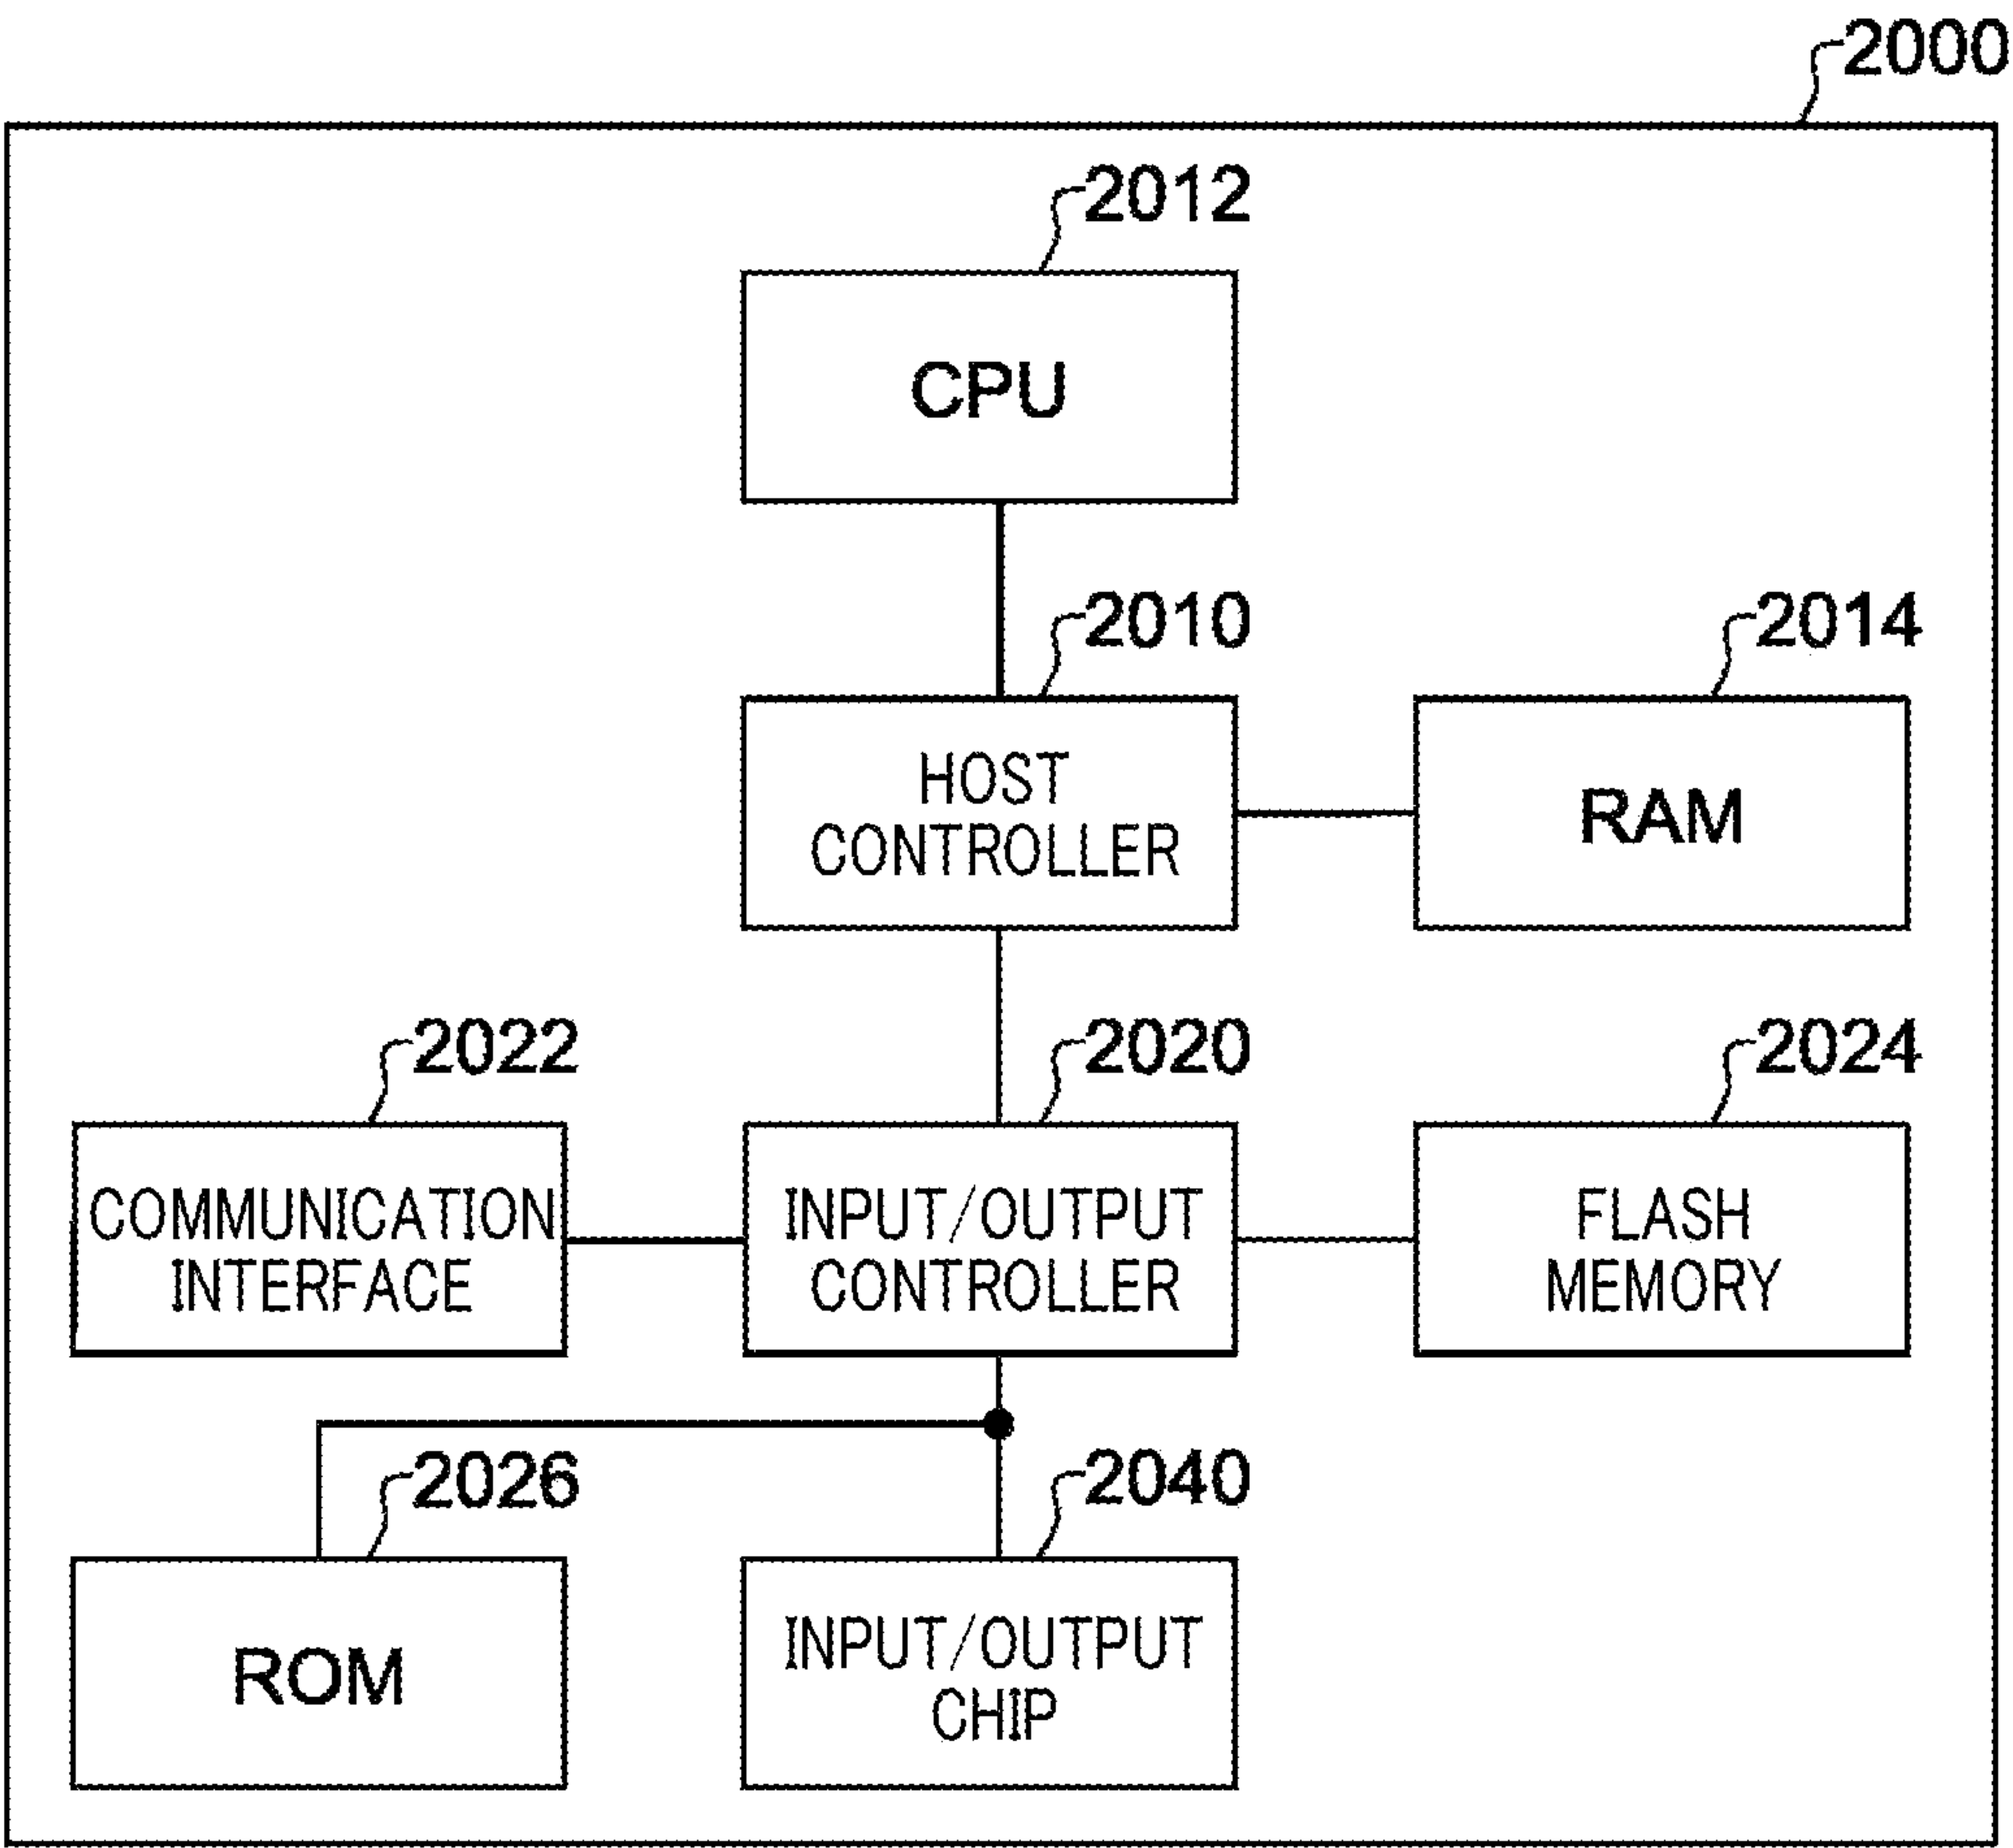 2000
2012
CPU
2010
2014
HOST
CONTROLLER
RAM
2022
2020
2024
COMMUNICATION
INTERFACE
INPUT/OUTPUT
CONTROLLER
FLASH
MEMORY
2026
2040
ROM
INPUT/OUTPUT
CHIP